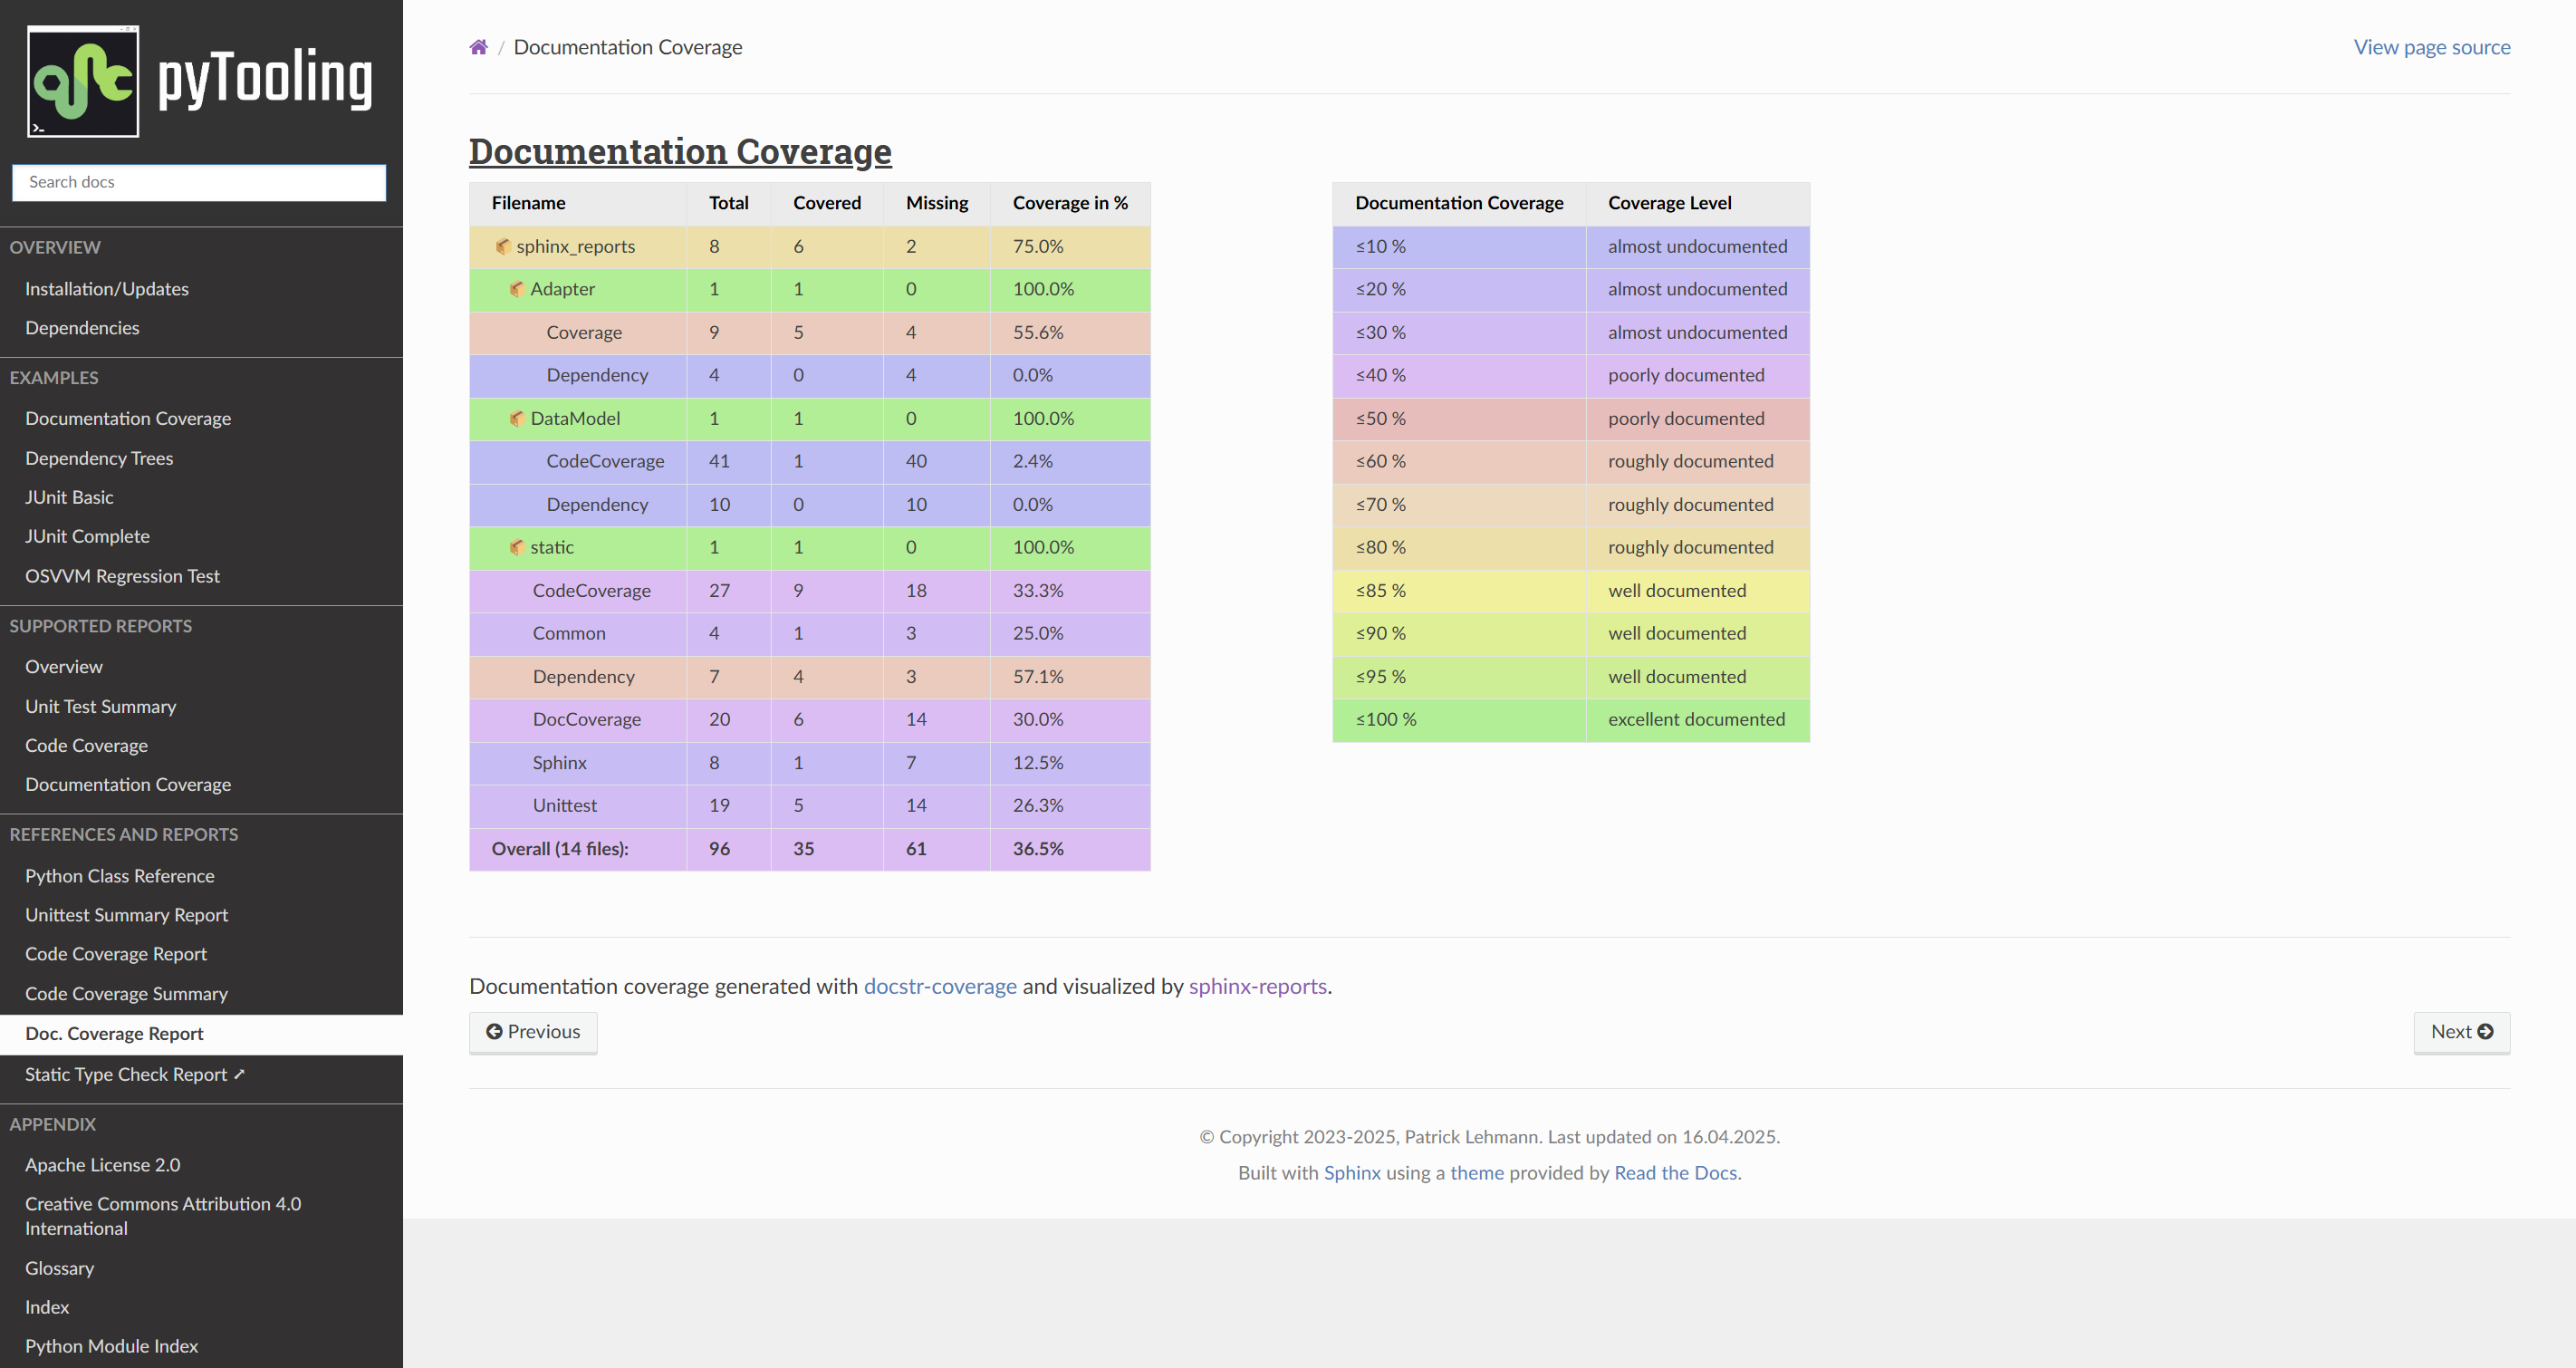 pyTooling
Search docs
OVERVIEW
Installation/Updates
Dependencies
EXAMPLES
Documentation Coverage
Dependency Trees
JUnit Basic
JUnit Complete
OSVVM Regression Test
SUPPORTED REPORTS
Overview
Unit Test Summary
Code Coverage
Documentation Coverage
REFERENCES AND REPORTS
Python Class Reference
Unittest Summary Report
Code Coverage Report
Code Coverage Summary
Doc. Coverage Report
Static Type Check Report ⤤
APPENDIX
Apache License 2.0
Creative Commons Attribution 4.0
International
Glossary
Index
Python Module Index
/ Documentation Coverage
View page source
Documentation Coverage
Filename Total Covered Missing Coverage in %
sphinx_reports 8 6 2 75.0%
Adapter 1 1 0 100.0%
Coverage 9 5 4 55.6%
Dependency 4 0 4 0.0%
DataModel 1 1 0 100.0%
CodeCoverage 41 1 40 2.4%
Dependency 10 0 10 0.0%
static 1 1 0 100.0%
CodeCoverage 27 9 18 33.3%
Common 4 1 3 25.0%
Dependency 7 4 3 57.1%
DocCoverage 20 6 14 30.0%
Sphinx 8 1 7 12.5%
Unittest 19 5 14 26.3%
Overall (14 files): 96 35 61 36.5%
Documentation Coverage Coverage Level
≤10 % almost undocumented
≤20 % almost undocumented
≤30 % almost undocumented
≤40 % poorly documented
≤50 % poorly documented
≤60 % roughly documented
≤70 % roughly documented
≤80 % roughly documented
≤85 % well documented
≤90 % well documented
≤95 % well documented
≤100 % excellent documented
Documentation coverage generated with docstr-coverage and visualized by sphinx-reports.
Previous
Next
© Copyright 2023-2025, Patrick Lehmann. Last updated on 16.04.2025.
Built with Sphinx using a theme provided by Read the Docs.